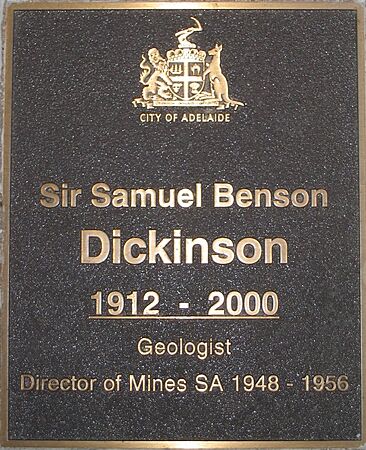 CITY OF ADELAIDE
Sir Samuel Benson
Dickinson
1912 - 2000
Geologist
Director of Mines SA 1948 - 1956